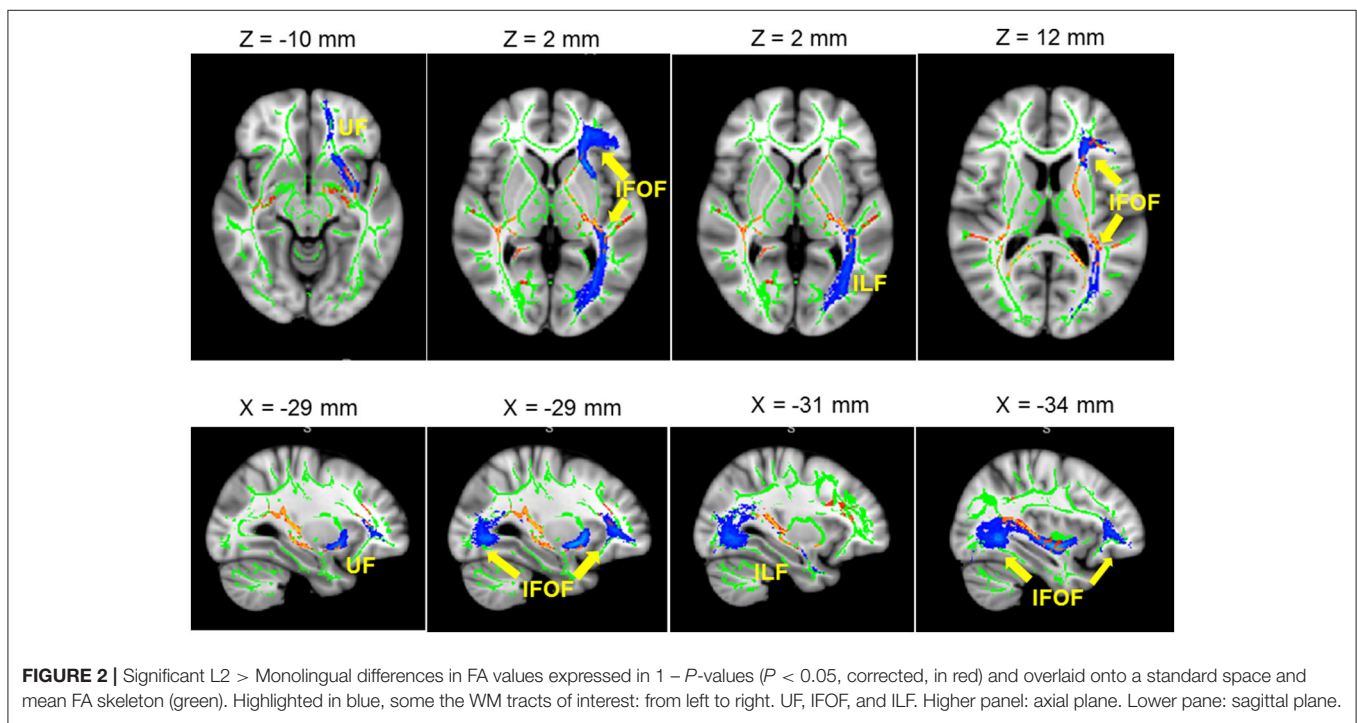 Z = -10 mm
Z = 2 mm
Z = 2 mm
Z = 12 mm
UF
IFOF
ILF
IFOF
X = -29 mm
X = -29 mm
X = -31 mm
X = -34 mm
S
S
S
S
UF
IFOF
ILF
IFOF
FIGURE 2 | Significant L2 > Monolingual differences in FA values expressed in 1 – P-values (P < 0.05, corrected, in red) and overlaid onto a standard space and
mean FA skeleton (green). Highlighted in blue, some the WM tracts of interest: from left to right. UF, IFOF, and ILF. Higher panel: axial plane. Lower pane: sagittal plane.